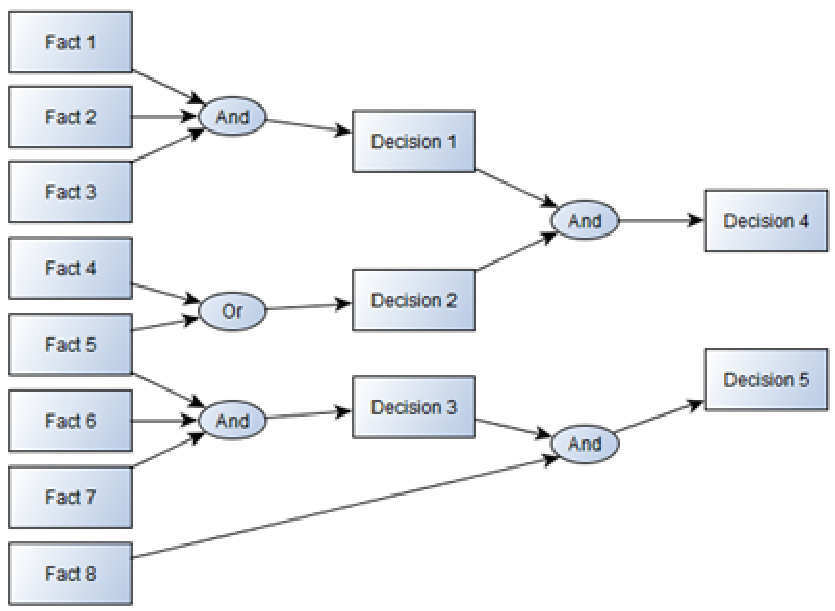 Fact 1
Fact 2
Fact 3
Fact 4
Fact 5
Fact 6
Fact 7
Fact 8
And
Or
And
Decision 1
Decision 2
Decision 3
And
And
Decision 4
Decision 5